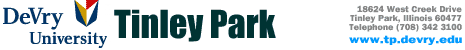 DeVry
University
Tinley Park
18624 West Creek Drive
Tinley Park, Illinois 60477
Telephone (708) 342 3100
www.tp.devry.edu